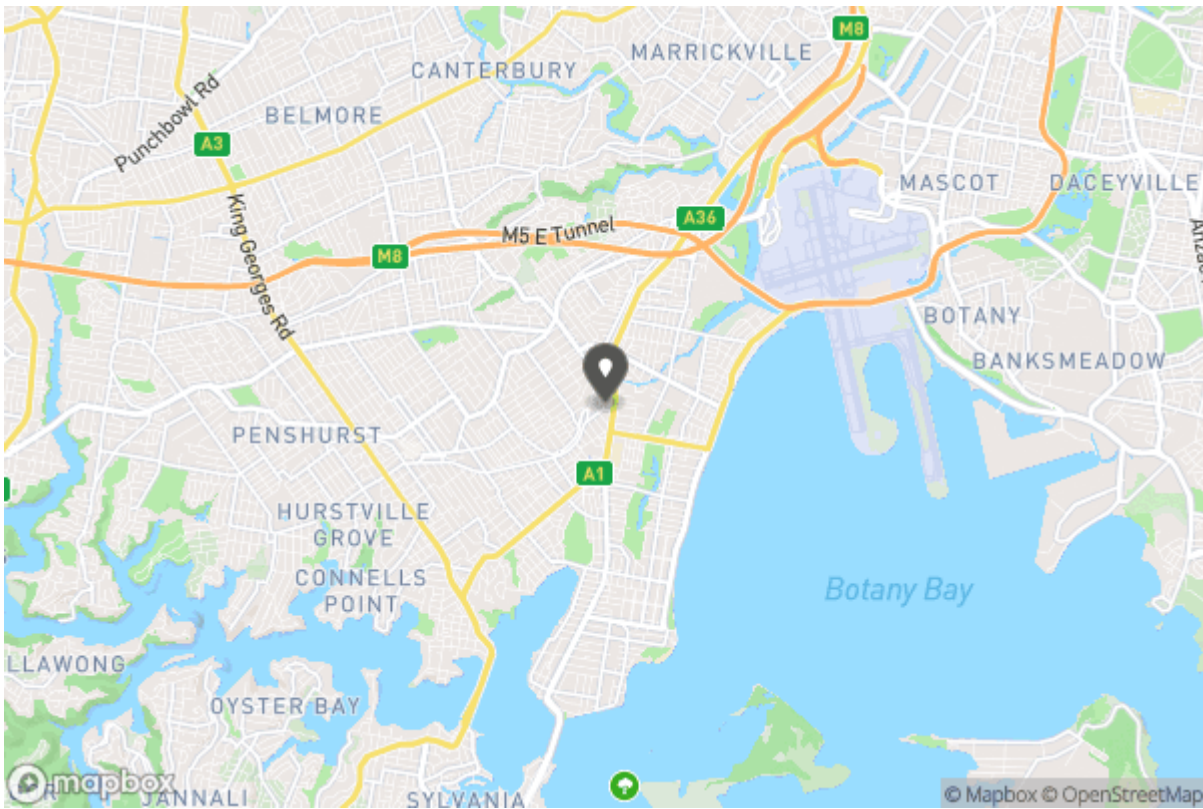 M8
MARRICKVILLE
CANTERBURY
Punchbowl Rd
BELMORE
A3
MASCOT
DACEYVILLE
King Georges Rd
A36
M5 E Tunnel
M8
BOTANY
BANKSMEADOW
PENSHURST
A1
HURSTVILLE
GROVE
CONNELLS
POINT
Botany Bay
LLAWONG
OYSTER BAY
mapbox
JANNALI
SYLVANIA
© Mapbox © OpenStreetMap